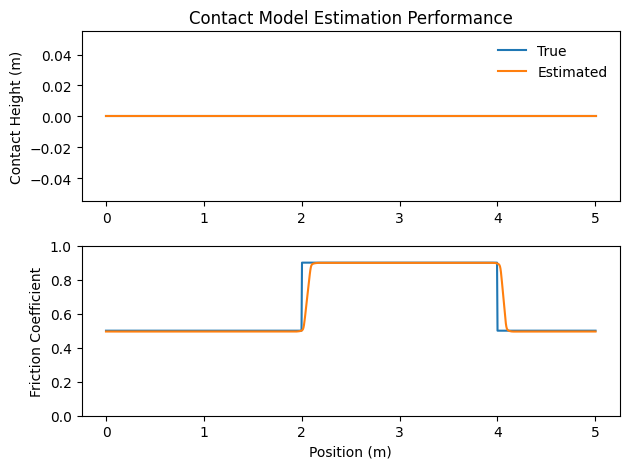 Contact Model Estimation Performance
Contact Height (m)
0.04
0.02
0.00
−0.02
−0.04
True
Estimated
0 1 2 3 4 5
Friction Coefficient
1.0
0.8
0.6
0.4
0.2
0.0
0 1 2 3 4 5
Position (m)